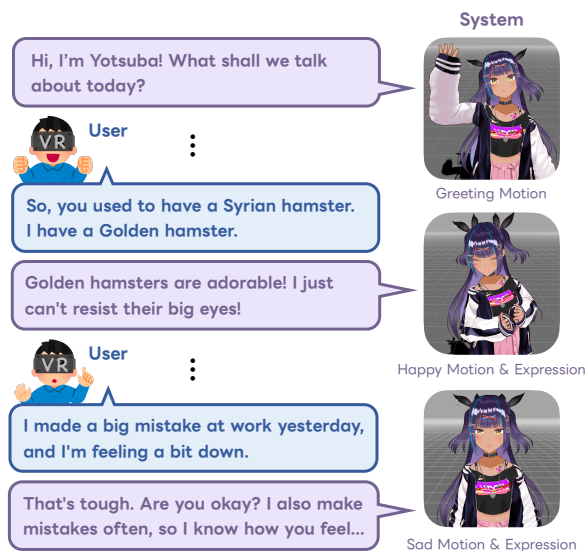 System
Hi, I'm Yotsuba! What shall we talk
about today?
Greeting Motion
VR
User
So, you used to have a Syrian hamster.
I have a Golden hamster.
Golden hamsters are adorable! I just
can't resist their big eyes!
Happy Motion & Expression
VR
User
I made a big mistake at work yesterday,
and I'm feeling a bit down.
That's tough. Are you okay? I also make
mistakes often, so I know how you feel...
Sad Motion & Expression